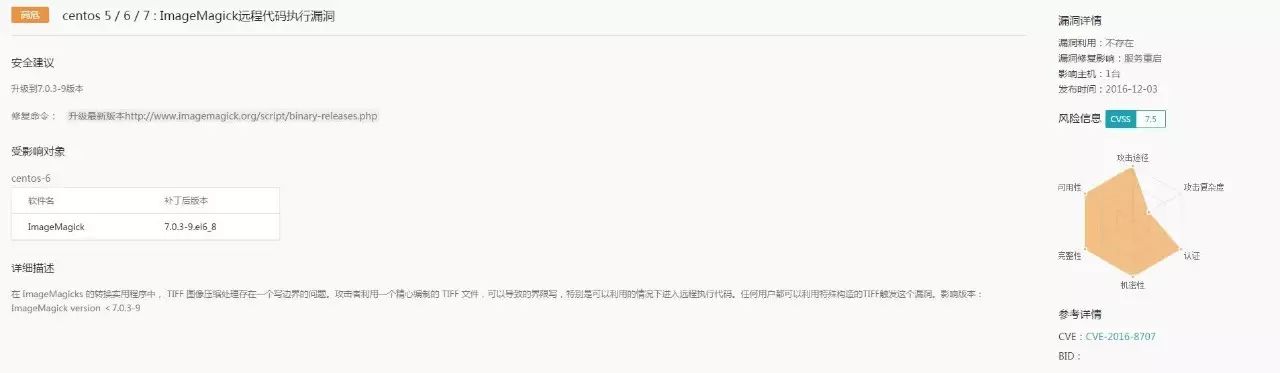 高危 centos 5 / 6 / 7 : ImageMagick远程代码执行漏洞
安全建议
升级到7.0.3-9版本
修复命令： 升级最新版本http://www.imagemagick.org/script/binary-releases.php
受影响对象
centos-6
软件名 补丁后版本
ImageMagick 7.0.3-9.el6_8
详细描述
在 ImageMagicks 的转换实用程序中， TIFF 图像压缩处理存在一个写边界的问题。攻击者利用一个精心编制的 TIFF 文件，可以导致的界限写，特别是可以利用的情况下进入远程执行代码。任何用户都可以利用特殊构造的TIFF触发这个漏洞。影响版本：
ImageMagick version < 7.0.3-9
漏洞详情
漏洞利用：不存在
漏洞修复影响：服务重启
影响主机：1台
发布时间：2016-12-03
风险信息 CVSS 7.5
攻击途径
可用性 攻击复杂度
完整性 认证
机密性
参考详情
CVE：CVE-2016-8707
BID：